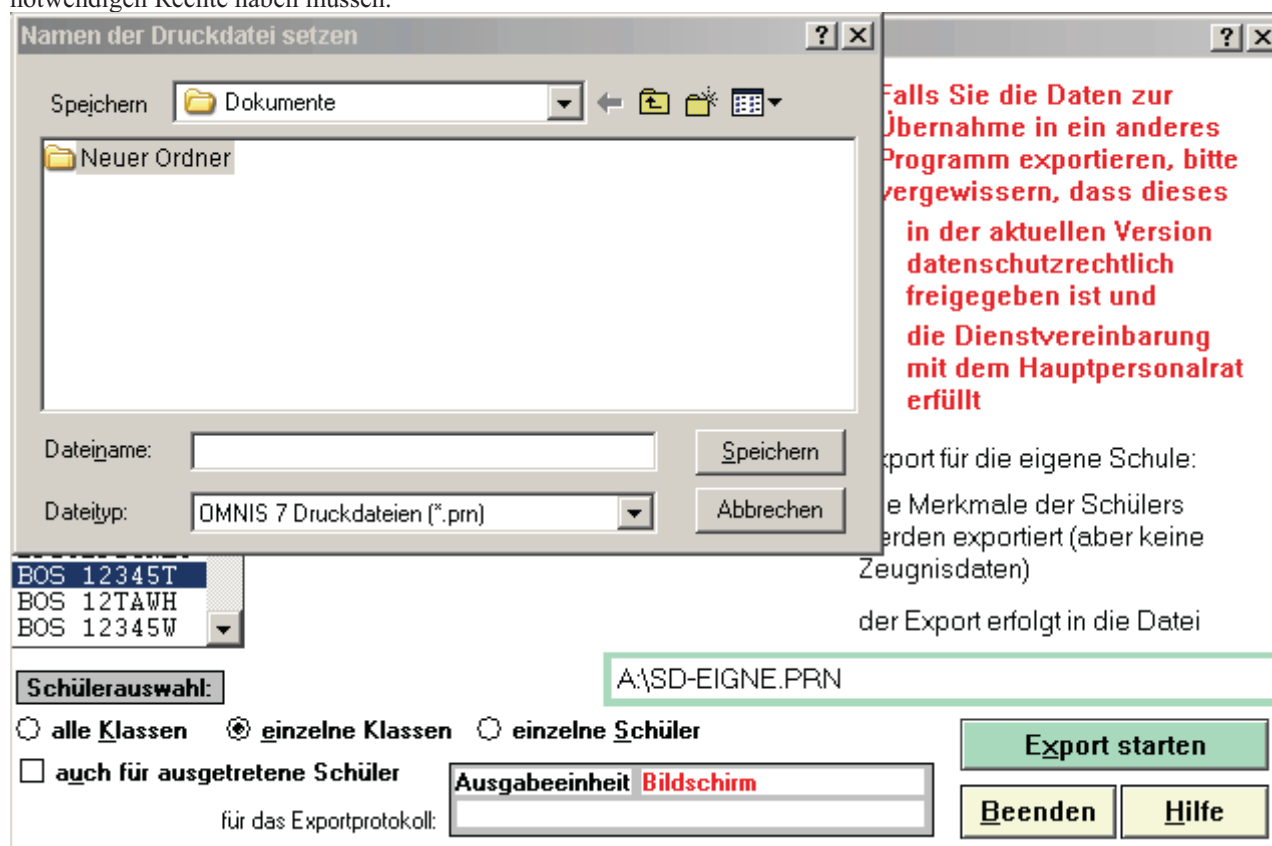 notwendigen Rechte haben müssen.
Namen der Druckdatei setzen
Speichern
Dokumente
Neuer Ordner
Dateiname:
Speichern
Dateityp:
OMNIS 7 Druckdateien (*.prn)
Abbrechen
Falls Sie die Daten zur
Übernahme in ein anderes
Programm exportieren, bitte
vergewissern, dass dieses
in der aktuellen Version
datenschutzrechtlich
freigegeben ist und
die Dienstvereinbarung
mit dem Hauptpersonalrat
erfüllt
xport für die eigene Schule:
e Merkmale der Schülers
erden exportiert (aber keine
Zeugnisdaten)
der Export erfolgt in die Datei
BOS 12345T
BOS 12TAWH
BOS 12345W
A:\SD-EIGNE.PRN
Schülerauswahl:
alle Klassen einzelne Klassen einzelne Schüler
auch für ausgetretene Schüler
Ausgabeeinheit Bildschirm
für das Exportprotokoll:
Export starten
Beenden
Hilfe